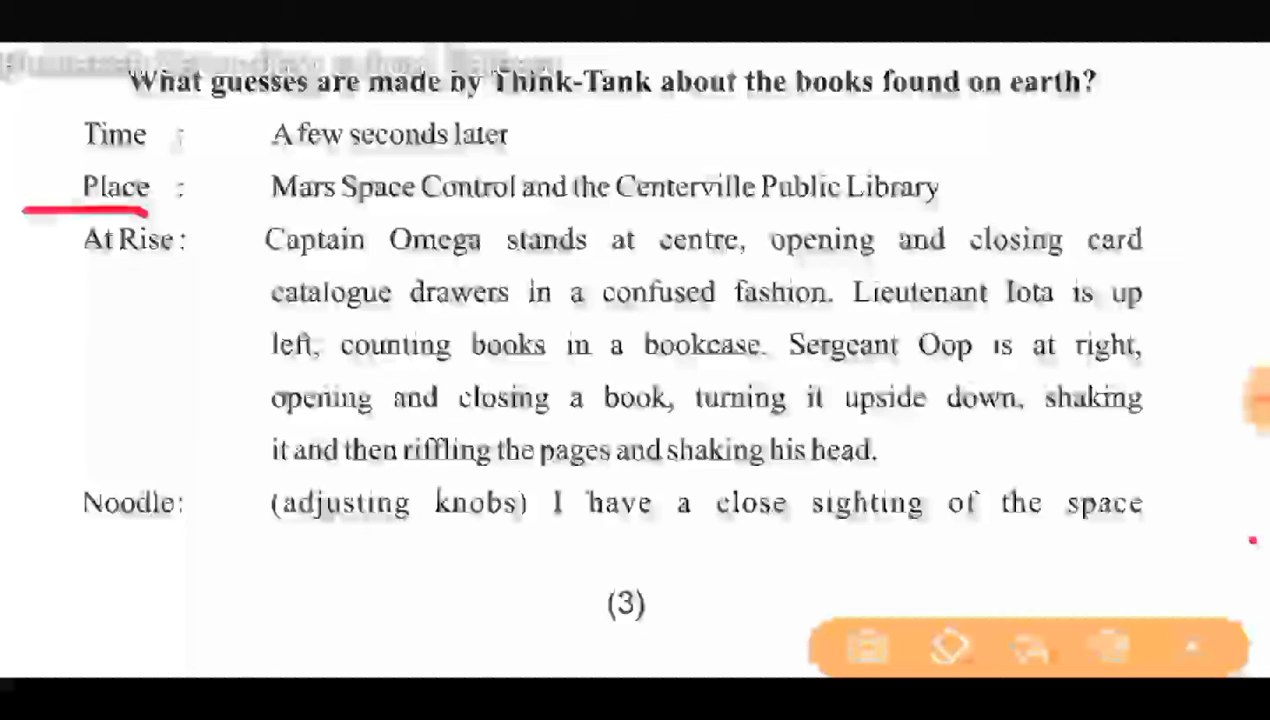 What guesses are made by Think-Tank about the books found on earth?
Time : A few seconds later
Place : Mars Space Control and the Centerville Public Library
At Rise: Captain Omega stands at centre, opening and closing card
catalogue drawers in a confused fashion. Lieutenant Iota is up
left, counting books in a bookcase. Sergeant Oop is at right,
opening and closing a book, turning it upside down, shaking
it and then riffling the pages and shaking his head.
Noodle: (adjusting knobs) I have a close sighting of the space
(3)